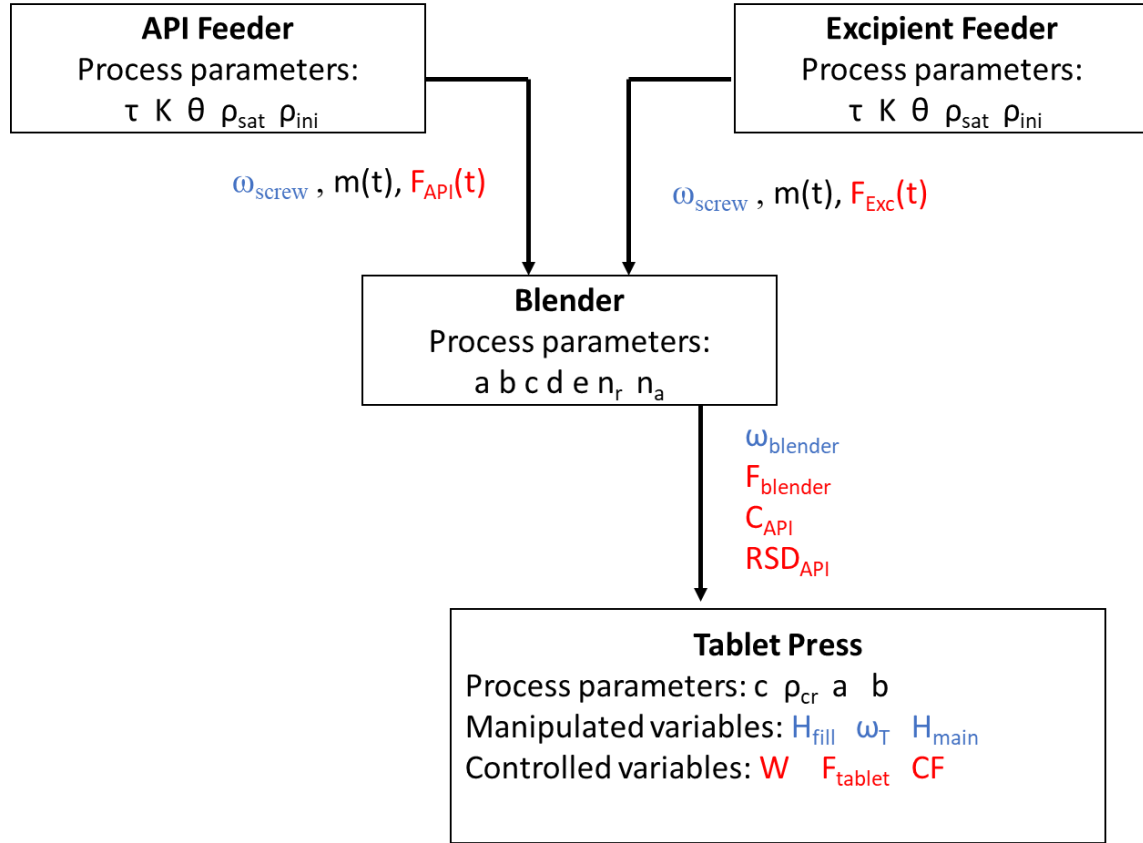 API Feeder
Process parameters:
τ K θ ρsat ρini
Excipient Feeder
Process parameters:
τ K θ ρsat ρini
ωscrew , m(t), FAPI(t)
ωscrew , m(t), FExc(t)
Blender
Process parameters:
a b c d e nr na
ωblender
Fblender
CAPI
RSDAPI
Tablet Press
Process parameters: c ρcr a b
Manipulated variables: Hfill ωT Hmain
Controlled variables: W Ftablet CF